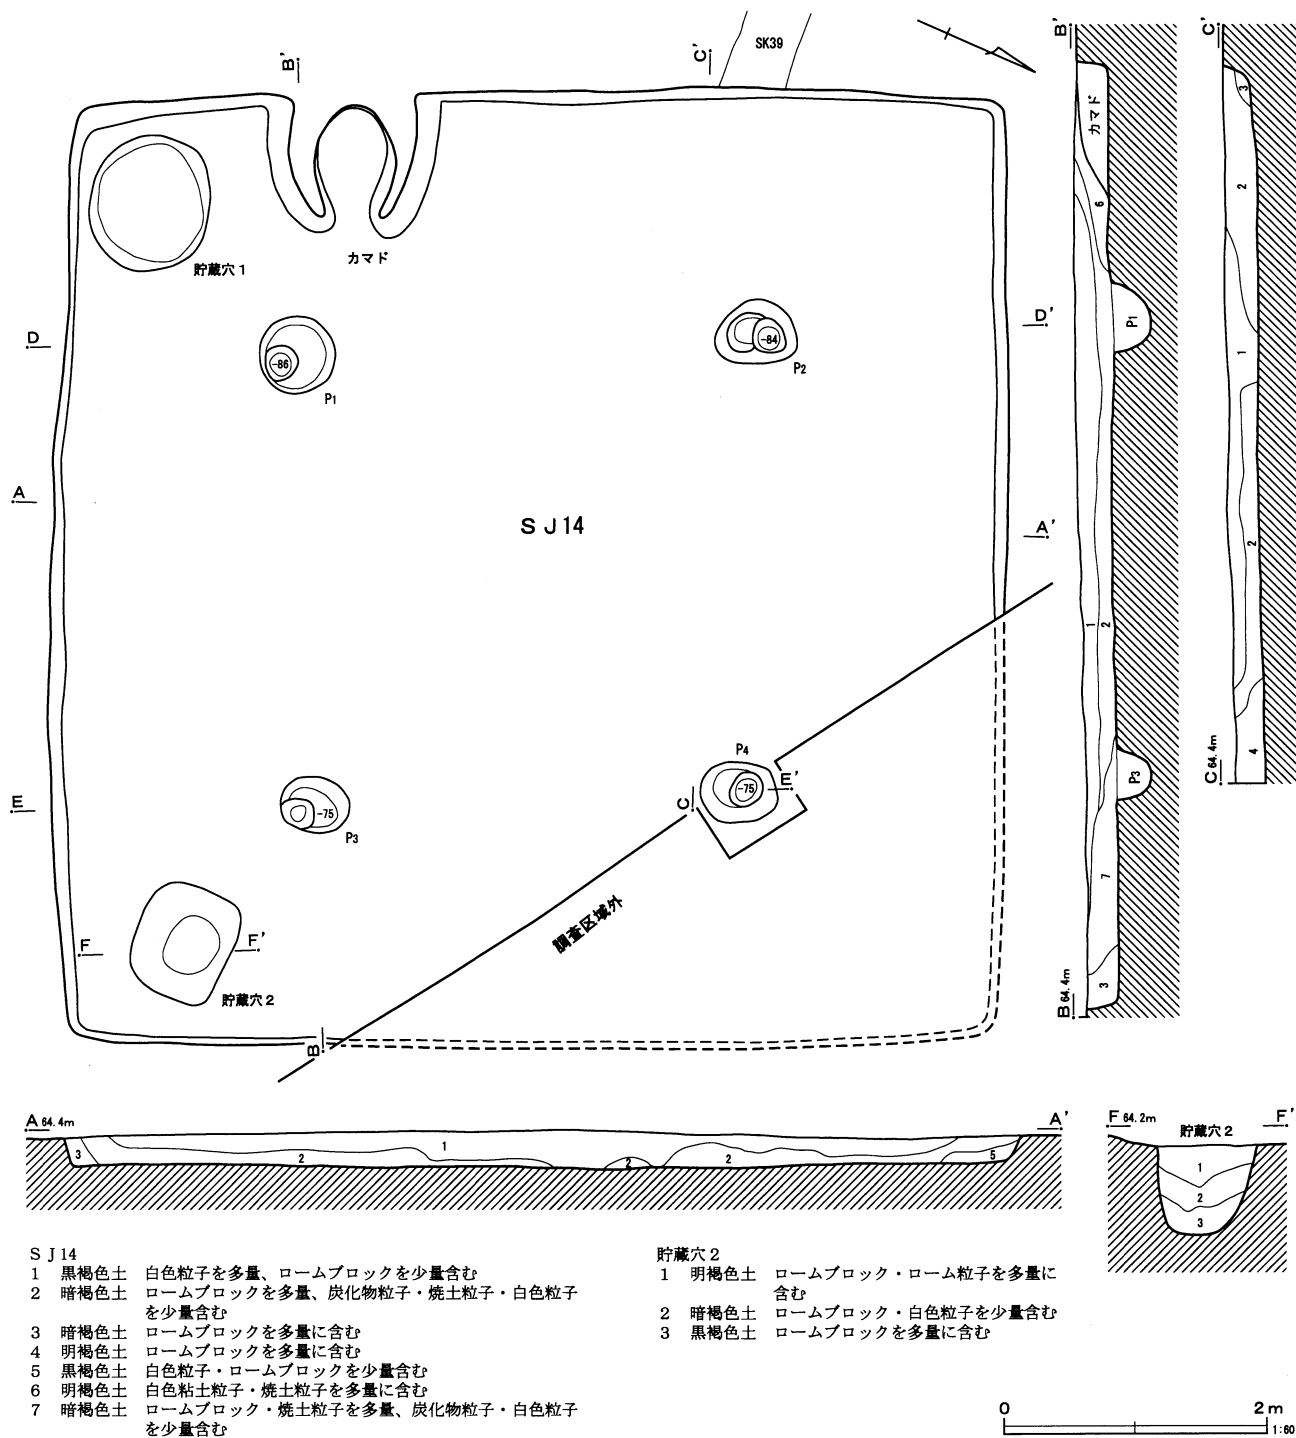 SK39
B'
C'
B'
C'
カマド
貯蔵穴1
カマド
3
2
6
D
D'
-86
-84
P1
P2
P1
1
A
A'
SJ14
2
1 2
P4
E
E'
-75
-75
C
P3
P3
4
C 64.4m
調査区域外
7
F
F'
貯蔵穴2
3
B
B 64.4m
A 64.4m
A'
F 64.2m
F'
貯蔵穴2
3
2
1
2
2
5
1
2
3
SJ14
1 黒褐色土 白色粒子を多量、ロームブロックを少量含む
2 暗褐色土 ロームブロックを多量、炭化物粒子・焼土粒子・白色粒子
を少量含む
3 暗褐色土 ロームブロックを多量に含む
4 明褐色土 ロームブロックを多量に含む
5 黒褐色土 白色粒子・ロームブロックを少量含む
6 明褐色土 白色粘土粒子・焼土粒子を多量に含む
7 暗褐色土 ロームブロック・焼土粒子を多量、炭化物粒子・白色粒子
を少量含む
貯蔵穴2
1 明褐色土 ロームブロック・ローム粒子を多量に
含む
2 暗褐色土 ロームブロック・白色粒子を少量含む
3 黒褐色土 ロームブロックを多量に含む
0 2m
1:60